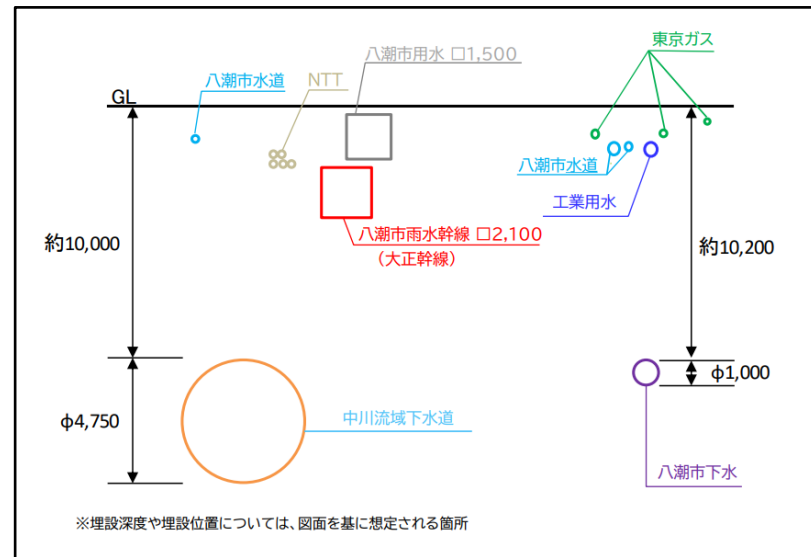 八潮市用水 □1,500
東京ガス
八潮市水道
NTT
GL
八潮市水道
工業用水
八潮市雨水幹線 □2,100
（大正幹線）
約10,000
約10,200
φ1,000
φ4,750
中川流域下水道
八潮市下水
※埋設深度や埋設位置については、図面を基に想定される箇所